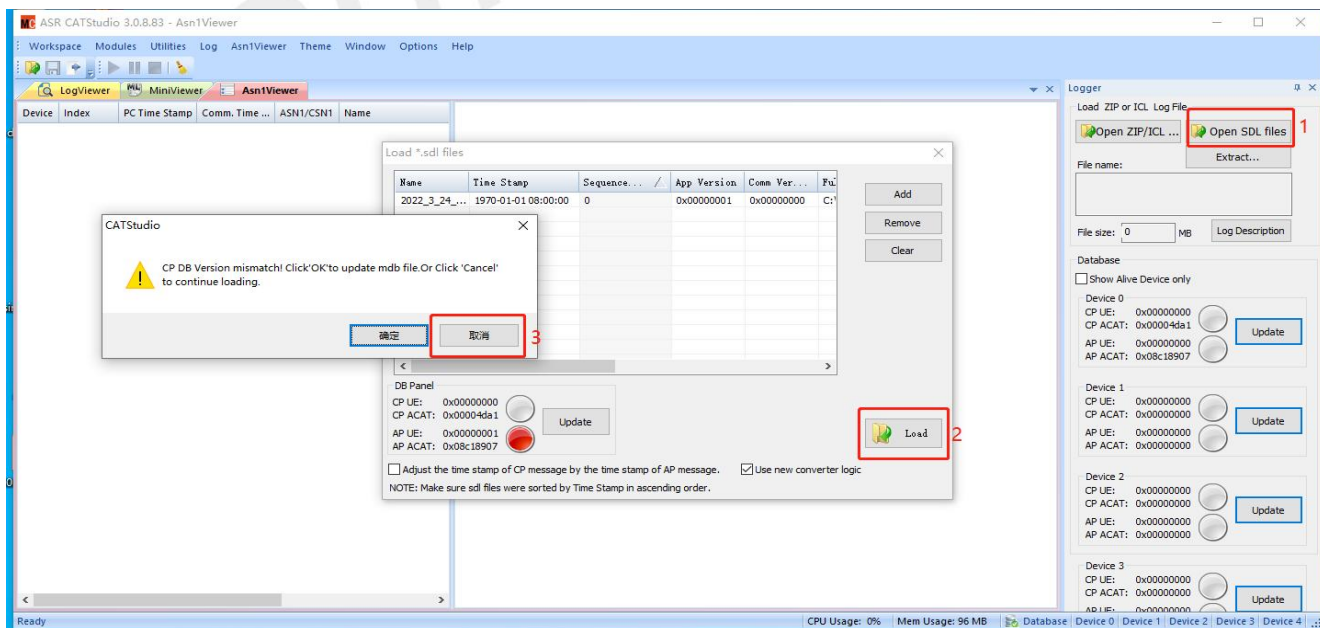 ASR CATStudio 3.0.8.83 - Asn1Viewer
Workspace Modules Utilities Log Asn1Viewer Theme Window Options Help
LogViewer MiniViewer Asn1Viewer
Device Index PC Time Stamp Comm. Time ... ASN1/CSN1 Name
Load *.sdl files
Name Time Stamp Sequence... App Version Comm Ver...
2022_3_24_... 1970-01-01 08:00:00 0 0x00000001 0x00000000 C:\
Add
Remove
Clear
CATStudio
CP DB Version mismatch! Click'OK'to update mdb file.Or Click 'Cancel'
to continue loading.
确定 取消 3
DB Panel
CP UE: 0x00000000
CP ACAT: 0x00004da1
AP UE: 0x00000001
AP ACAT: 0x08c18907
Update
Load 2
Adjust the time stamp of CP message by the time stamp of AP message. Use new converter logic
NOTE: Make sure sdl files were sorted by Time Stamp in ascending order.
Logger
Load ZIP or ICL Log File
Open ZIP/ICL ... Open SDL files 1
File name: Extract...
File size: 0 MB Log Description
Database
Show Alive Device only
Device 0
CP UE: 0x00000000
CP ACAT: 0x00004da1
AP UE: 0x00000000
AP ACAT: 0x08c18907
Update
Device 1
CP UE: 0x00000000
CP ACAT: 0x00000000
AP UE: 0x00000000
AP ACAT: 0x00000000
Update
Device 2
CP UE: 0x00000000
CP ACAT: 0x00000000
AP UE: 0x00000000
AP ACAT: 0x00000000
Update
Device 3
CP UE: 0x00000000
CP ACAT: 0x00000000
Update
Ready CPU Usage: 0% Mem Usage: 96 MB Database Device 0 Device 1 Device 2 Device 3 Device 4